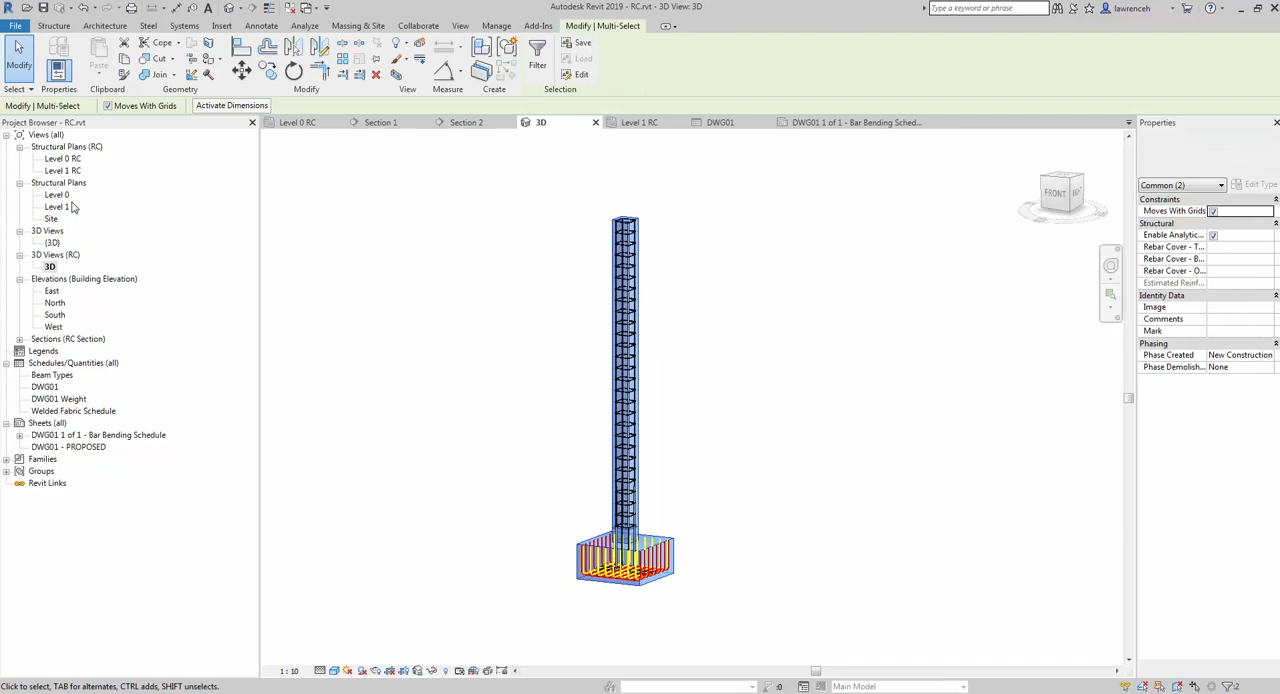 Autodesk Revit 2019 - RC.rvt - 3D View: 3D
Type a keyword or phrase
lawrenceh
File Structure Architecture Steel Systems Insert Annotate Analyze Massing & Site Collaborate View Manage Add-Ins Modify | Multi-Select
Modify
Paste
Cope
Cut
Join
Filter
Save
Load
Edit
Select Properties Clipboard Geometry Modify View Measure Create Selection
Modify | Multi-Select Moves With Grids Activate Dimensions
Project Browser - RC.rvt
Level 0 RC Section 1 Section 2 3D Level 1 RC DWG01 DWG01 1 of 1 - Bar Bending Sched...
Properties
Views (all)
Structural Plans (RC)
Level 0 RC
Level 1 RC
Structural Plans
Level 0
Level 1
Site
3D Views
(3D)
3D Views (RC)
3D
Elevations (Building Elevation)
East
North
South
West
Sections (RC Section)
Legends
Schedules/Quantities (all)
Beam Types
DWG01
DWG01 Weight
Welded Fabric Schedule
Sheets (all)
DWG01 1 of 1 - Bar Bending Schedule
DWG01 - PROPOSED
Families
Groups
Revit Links
FRONT
Common (2) Edit Type
Constraints
Moves With Grids
Structural
Enable Analytic...
Rebar Cover - T...
Rebar Cover - B...
Rebar Cover - O...
Estimated Reinf...
Identity Data
Image
Comments
Mark
Phasing
Phase Created New Construction
Phase Demolish... None
1 : 10
Click to select, TAB for alternates, CTRL adds, SHIFT unselects.
:0
Main Model
:2